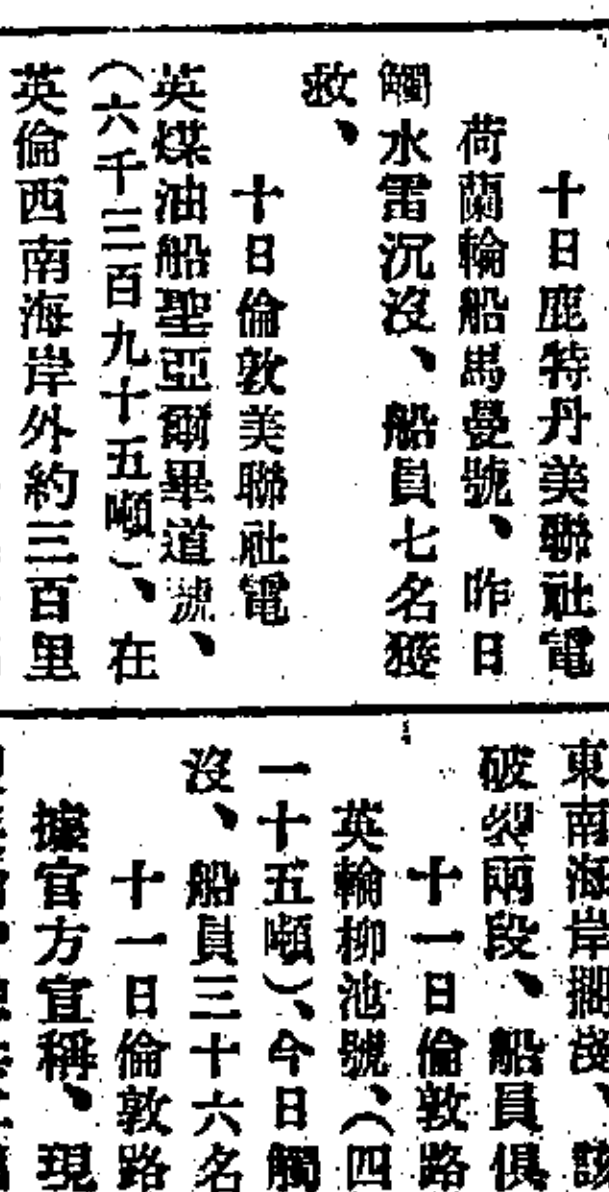 十日鹿特丹美聯社電
荷蘭輪船馬曼號、昨日
觸水雷沉沒、船員七名獲
救、
十日倫敦美聯社電
英煤油船聖亞爾畢道號、
（六千三百九十五噸）、在
英倫西南海岸外約三百里
東南海岸擱淺、該
破裂兩段、船員俱
十一日倫敦路
英輪柳池號、（四
一十五噸）、今日觸
沒、船員三十六名
十一日倫敦路
據官方宣稱、現